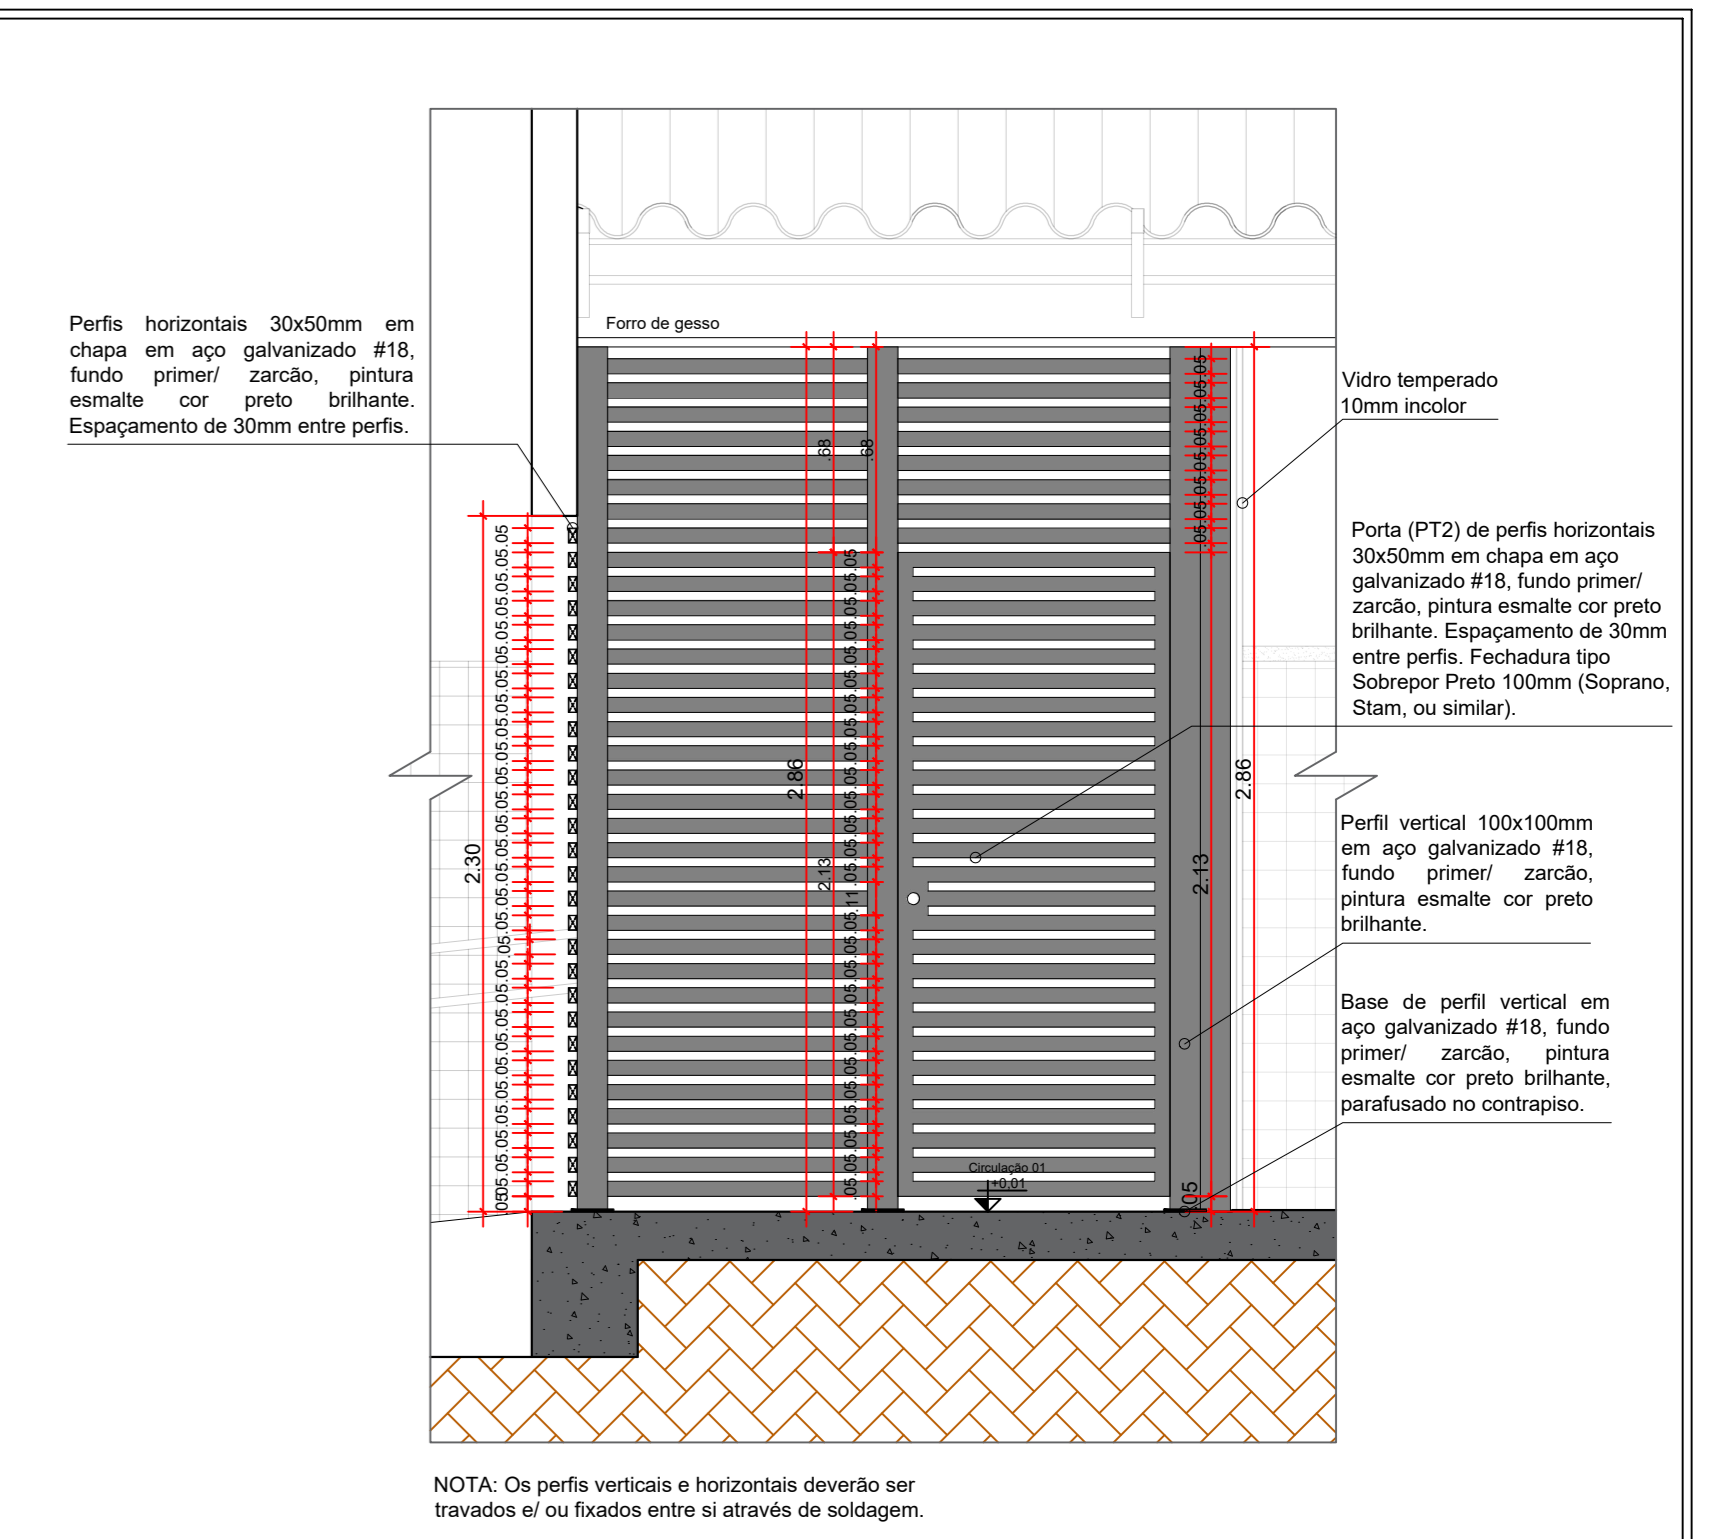 Forro de gesso
Perfis horizontais 30x50mm em
chapa em aço galvanizado #18,
fundo primer/ zarcão, pintura
esmalte cor preto brilhante.
Espaçamento de 30mm entre perfis.
Vidro temperado
10mm incolor
Porta (PT2) de perfis horizontais
30x50mm em chapa em aço
galvanizado #18, fundo primer/
zarcão, pintura esmalte cor preto
brilhante. Espaçamento de 30mm
entre perfis. Fechadura tipo
Sobrepor Preto 100mm (Soprano,
Stam, ou similar).
Perfil vertical 100x100mm
em aço galvanizado #18,
fundo primer/ zarcão,
pintura esmalte cor preto
brilhante.
Base de perfil vertical em
aço galvanizado #18, fundo
primer/ zarcão, pintura
esmalte cor preto brilhante,
parafusado no contrapiso.
.68
.68
2.30
2.86
2.13
.11
2.13
2.86
.05
Circulação 01
+0,01
NOTA: Os perfis verticais e horizontais deverão ser
travados e/ ou fixados entre si através de soldagem.